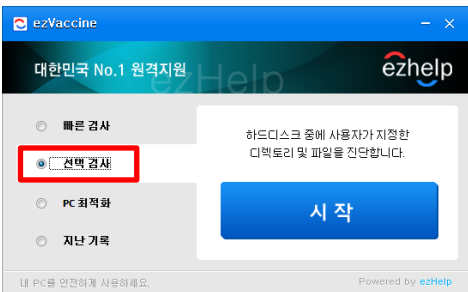 ezVaccine
대한민국 No.1 원격지원
ezHelp
ezhelp
빠른 검사
선택 검사
PC 최적화
지난 기록
하드디스크 중에 사용자가 지정한
디렉토리 및 파일을 진단합니다.
시 작
내 PC를 안전하게 사용하세요.
Powered by ezHelp